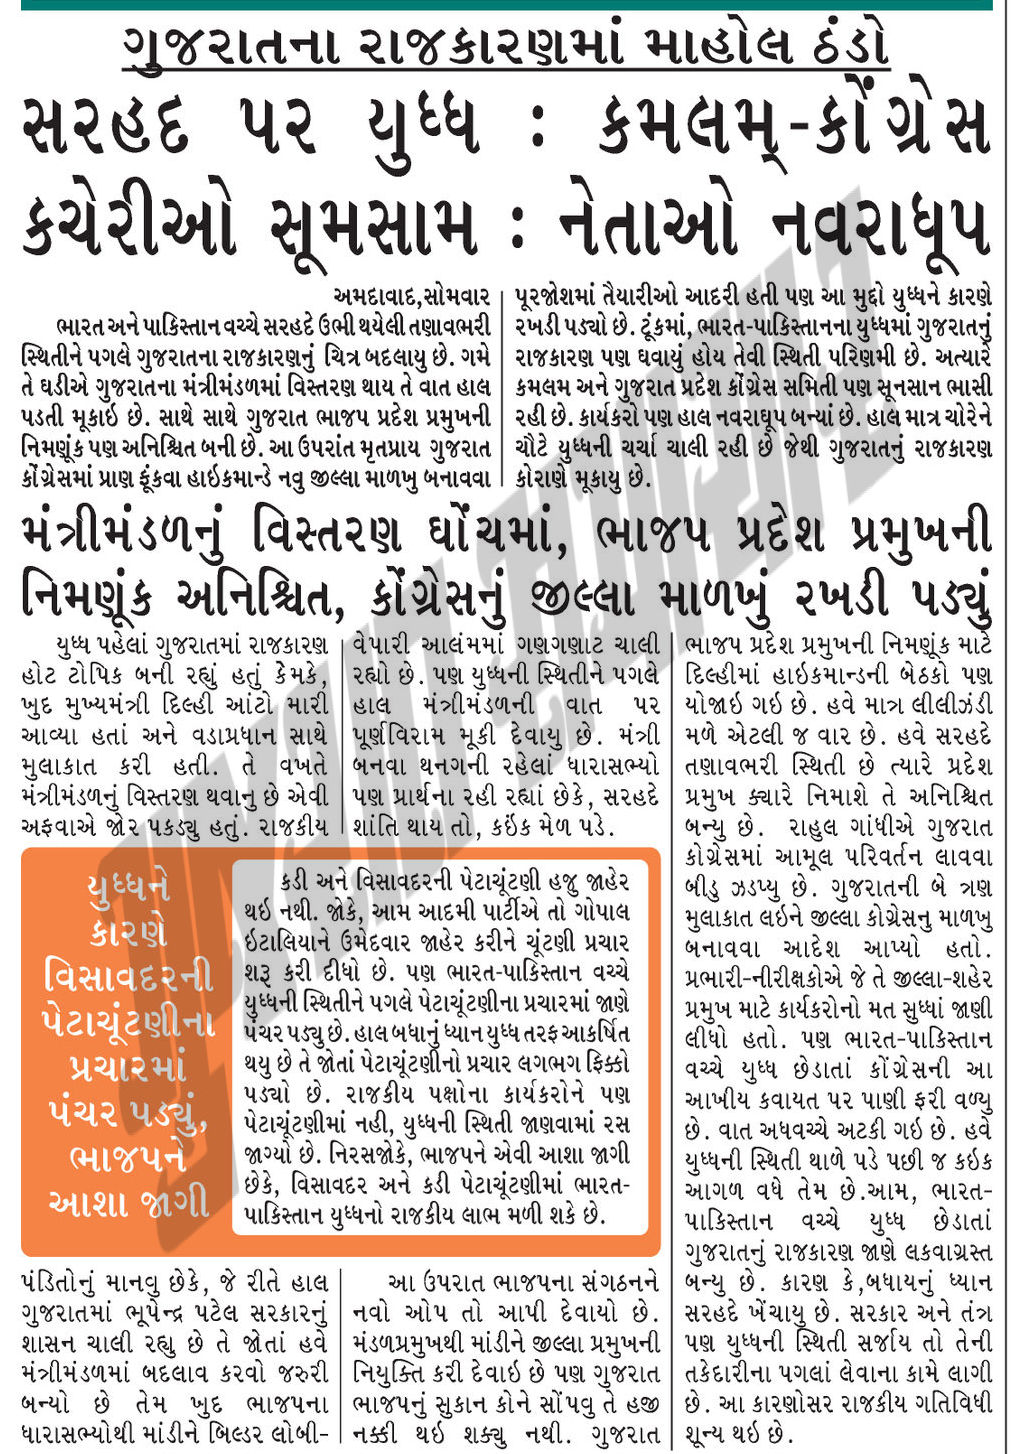 ગુજરાતના રાજકારણમાં માહોલ ઠંડો
સરહદ પર યુધ્ધ : કમલમ્-કોંગ્રેસ
કચેરીઓ સૂમસામ : નેતાઓ નવરાધૂપ
અમદાવાદ,સોમવાર
ભારત અને પાકિસ્તાન વચ્ચે સરહદે ઉભી થયેલી તણાવભરી
સ્થિતીને પગલે ગુજરાતના રાજકારણનું ચિત્ર બદલાયુ છે. ગમે
તે ઘડીએ ગુજરાતના મંત્રીમંડળમાં વિસ્તરણ થાય તે વાત હાલ
પડતી મૂકાઇ છે. સાથે સાથે ગુજરાત ભાજપ પ્રદેશ પ્રમુખની
નિમણૂંક પણ અનિશ્ચિત બની છે. આ ઉપરાંત મૃતપ્રાય ગુજરાત
કોંગ્રેસમાં પ્રાણ ફૂંકવા હાઇકમાન્ડે નવુ જીલ્લા માળખુ બનાવવા
પૂરજોશમાં તૈયારીઓ આદરી હતી પણ આ મુદ્દો યુધ્ધને કારણે
રખડી પડ્યો છે. ટૂંકમાં, ભારત-પાકિસ્તાનના યુધ્ધમાં ગુજરાતનું
રાજકારણ પણ ઘવાયું હોય તેવી સ્થિતી પરિણમી છે. અત્યારે
કમલમ અને ગુજરાત પ્રદેશ કોંગ્રેસ સમિતી પણ સૂનસાન ભાસી
રહી છે. કાર્યકરો પણ હાલ નવરાધૂપ બન્યાં છે. હાલ માત્ર ચોરેને
ચૌટે યુધ્ધની ચર્ચા ચાલી રહી છે જેથી ગુજરાતનું રાજકારણ
કોરાણે મૂકાયુ છે.
મંત્રીમંડળનું વિસ્તરણ ઘોંચમાં, ભાજપ પ્રદેશ પ્રમુખની
નિમણૂંક અનિશ્ચિત, કોંગ્રેસનું જીલ્લા માળખું રખડી પડ્યું
યુધ્ધ પહેલાં ગુજરાતમાં રાજકારણ
હોટ ટોપિક બની રહ્યું હતું કેમકે,
ખુદ મુખ્યમંત્રી દિલ્હી આંટો મારી
આવ્યા હતાં અને વડાપ્રધાન સાથે
મુલાકાત કરી હતી. તે વખતે
મંત્રીમંડળનું વિસ્તરણ થવાનુ છે એવી
અફવાએ જોર પકડ્યુ હતું. રાજકીય
વેપારી આલંમમાં ગણગણાટ ચાલી
રહ્યો છે. પણ યુધ્ધની સ્થિતીને પગલે
હાલ મંત્રીમંડળની વાત પર
પૂર્ણવિરામ મૂકી દેવાયુ છે. મંત્રી
બનવા થનગની રહેલાં ધારાસભ્યો
પણ પ્રાર્થના રહી રહ્યાં છેકે, સરહદે
શાંતિ થાય તો, કઇંક મેળ પડે.
યુધ્ધને
કારણે
વિસાવદરની
પેટાચૂંટણીના
પ્રચારમાં
પંચર પડ્યું,
ભાજપને
આશા જાગી
કડી અને વિસાવદરની પેટાચૂંટણી હજુ જાહેર
થઇ નથી. જોકે, આમ આદમી પાર્ટીએ તો ગોપાલ
ઇટાલિયાને ઉમેદવાર જાહેર કરીને ચૂંટણી પ્રચાર
શરૂ કરી દીધો છે. પણ ભારત-પાકિસ્તાન વચ્ચે
યુધ્ધની સ્થિતીને પગલે પેટાચૂંટણીના પ્રચારમાં જાણે
પંચર પડ્યુ છે. હાલ બધાનું ધ્યાન યુધ્ધ તરફ આકર્ષિત
થયુ છે તે જોતાં પેટાચૂંટણીનો પ્રચાર લગભગ ફિક્કો
પડ્યો છે. રાજકીય પક્ષોના કાર્યકરોને પણ
પેટાચૂંટણીમાં નહી, યુધ્ધની સ્થિતી જાણવામાં રસ
જાગ્યો છે. નિરસજોકે, ભાજપને એવી આશા જાગી
છેકે, વિસાવદર અને કડી પેટાચૂંટણીમાં ભારત-
પાકિસ્તાન યુધ્ધનો રાજકીય લાભ મળી શકે છે.
પંડિતોનું માનવુ છેકે, જે રીતે હાલ
ગુજરાતમાં ભૂપેન્દ્ર પટેલ સરકારનું
શાસન ચાલી રહ્યુ છે તે જોતાં હવે
મંત્રીમંડળમાં બદલાવ કરવો જરુરી
બન્યો છે તેમ ખુદ ભાજપના
ધારાસભ્યોથી માંડીને બિલ્ડર લોબી-
આ ઉપરાત ભાજપના સંગઠનને
નવો ઓપ તો આપી દેવાયો છે.
મંડળપ્રમુખથી માંડીને જીલ્લા પ્રમુખની
નિયુક્તિ કરી દેવાઇ છે પણ ગુજરાત
ભાજપનું સુકાન કોને સોંપવુ તે હજી
નક્કી થઇ શક્યુ નથી. ગુજરાત
ભાજપ પ્રદેશ પ્રમુખની નિમણૂંક માટે
દિલ્હીમાં હાઇકમાન્ડની બેઠકો પણ
યોજાઇ ગઇ છે. હવે માત્ર લીલીઝંડી
મળે એટલી જ વાર છે. હવે સરહદે
તણાવભરી સ્થિતી છે ત્યારે પ્રદેશ
પ્રમુખ ક્યારે નિમાશે તે અનિશ્ચિત
બન્યુ છે. રાહુલ ગાંધીએ ગુજરાત
કોંગ્રેસમાં આમૂલ પરિવર્તન લાવવા
બીડુ ઝડપ્યુ છે. ગુજરાતની બે ત્રણ
મુલાકાત લઇને જીલ્લા કોંગ્રેસનુ માળખુ
બનાવવા આદેશ આપ્યો હતો.
પ્રભારી-નીરીક્ષકોએ જે તે જીલ્લા-શહેર
પ્રમુખ માટે કાર્યકરોનો મત સુધ્ધાં જાણી
લીધો હતો. પણ ભારત-પાકિસ્તાન
વચ્ચે યુધ્ધ છેડાતાં કોંગ્રેસની આ
આખીય કવાયત પર પાણી ફરી વળ્યુ
છે. વાત અધવચ્ચે અટકી ગઇ છે. હવે
યુધ્ધની સ્થિતી થાળે પડે પછી જ કઇંક
આગળ વધે તેમ છે.આમ, ભારત-
પાકિસ્તાન વચ્ચે યુધ્ધ છેડાતાં
ગુજરાતનું રાજકારણ જાણે લકવાગ્રસ્ત
બન્યુ છે. કારણ કે,બધાયનું ધ્યાન
સરહદે ખેંચાયુ છે. સરકાર અને તંત્ર
પણ યુધ્ધની સ્થિતી સર્જાય તો તેની
તકેદારીના પગલાં લેવાના કામે લાગી
છે. આ કારણોસર રાજકીય ગતિવિધી
શૂન્ય થઇ છે.